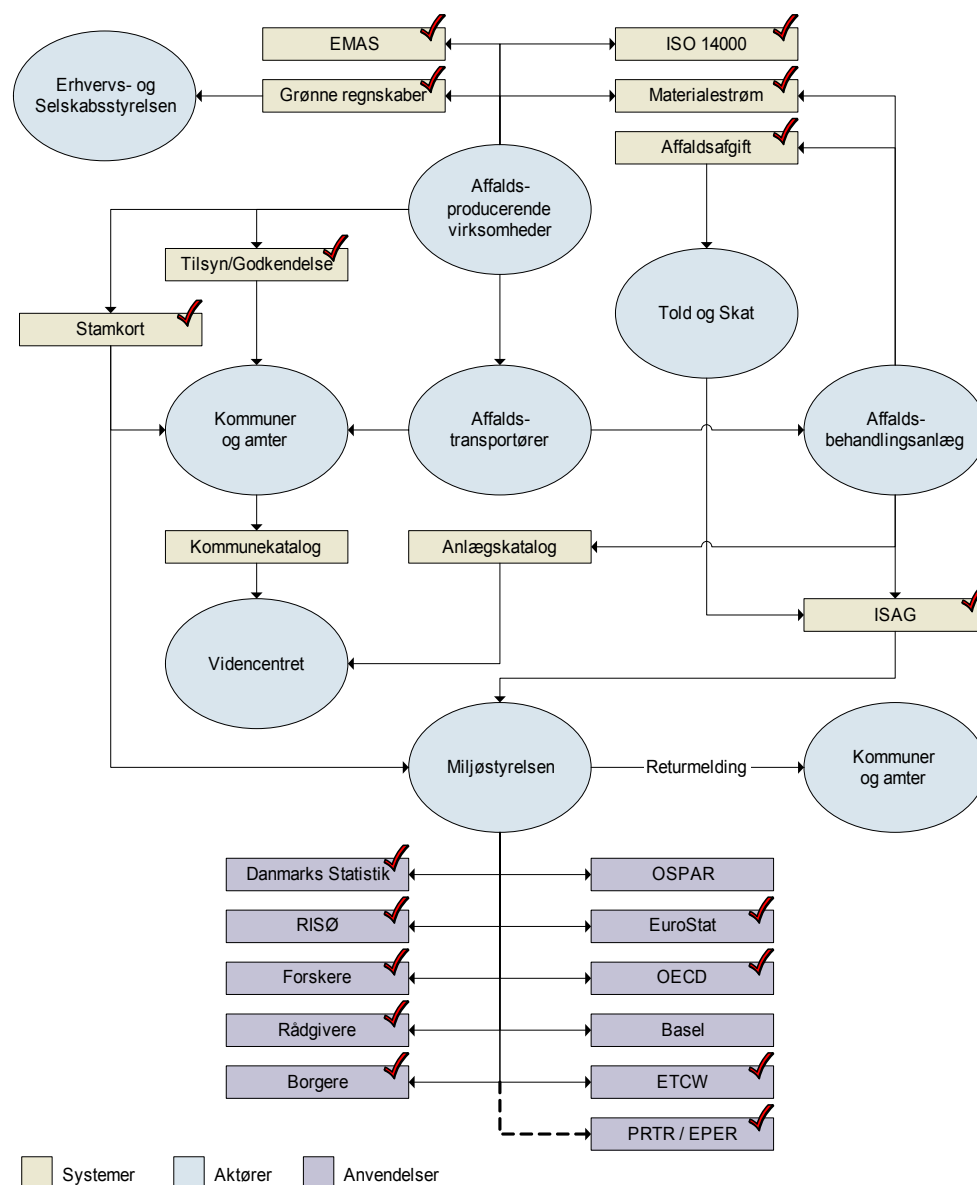 EMAS
ISO 14000
Erhvervs- og
Selskabsstyrelsen
Grønne regnskaber
Materialestrøm
Affaldsafgift
Affalds-
producerende
virksomheder
Tilsyn/Godkendelse
Told og Skat
Stamkort
Kommuner
og amter
Affalds-
transportører
Affalds-
behandlingsanlæg
Kommunekatalog
Anlægskatalog
ISAG
Videncentret
Miljøstyrelsen
Returmelding
Kommuner
og amter
Danmarks Statistik
OSPAR
RISØ
EuroStat
Forskere
OECD
Rådgivere
Basel
Borgere
ETCW
PRTR / EPER
Systemer
Aktører
Anvendelser